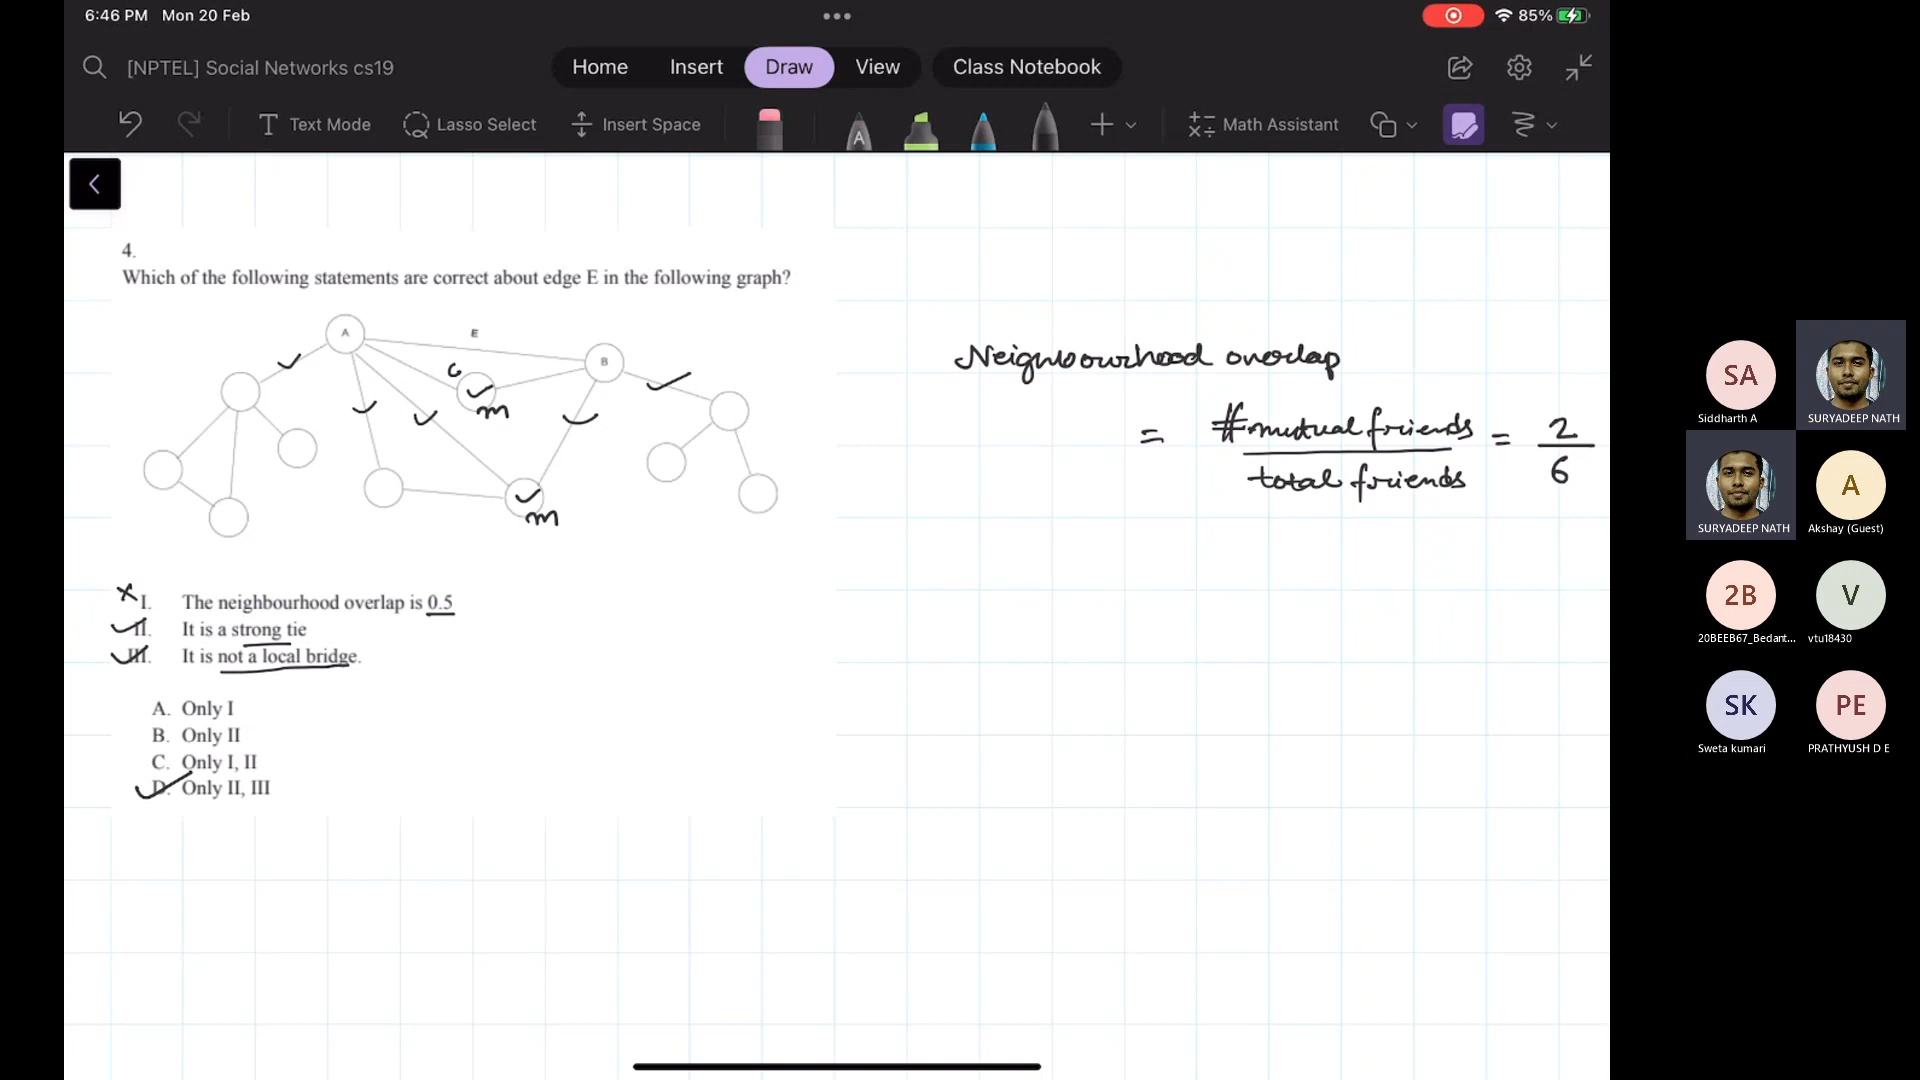 6:46 PM Mon 20 Feb
85%
[NPTEL] Social Networks cs19
Home Insert Draw View Class Notebook
Text Mode Lasso Select Insert Space A Math Assistant
4.
Which of the following statements are correct about edge E in the following graph?
A
E
B
C
m
m
I. The neighbourhood overlap is 0.5
II. It is a strong tie
III. It is not a local bridge.
A. Only I
B. Only II
C. Only I, II
D. Only II, III
Neighbourhood overlap
= # mutual friends / total friends = 2 / 6
SA
Siddharth A
SURYADEEP NATH
SURYADEEP NATH
A
Akshay (Guest)
2B
20BEEB67_Bedant...
V
vtu18430
SK
Sweta kumari
PE
PRATHYUSH D E